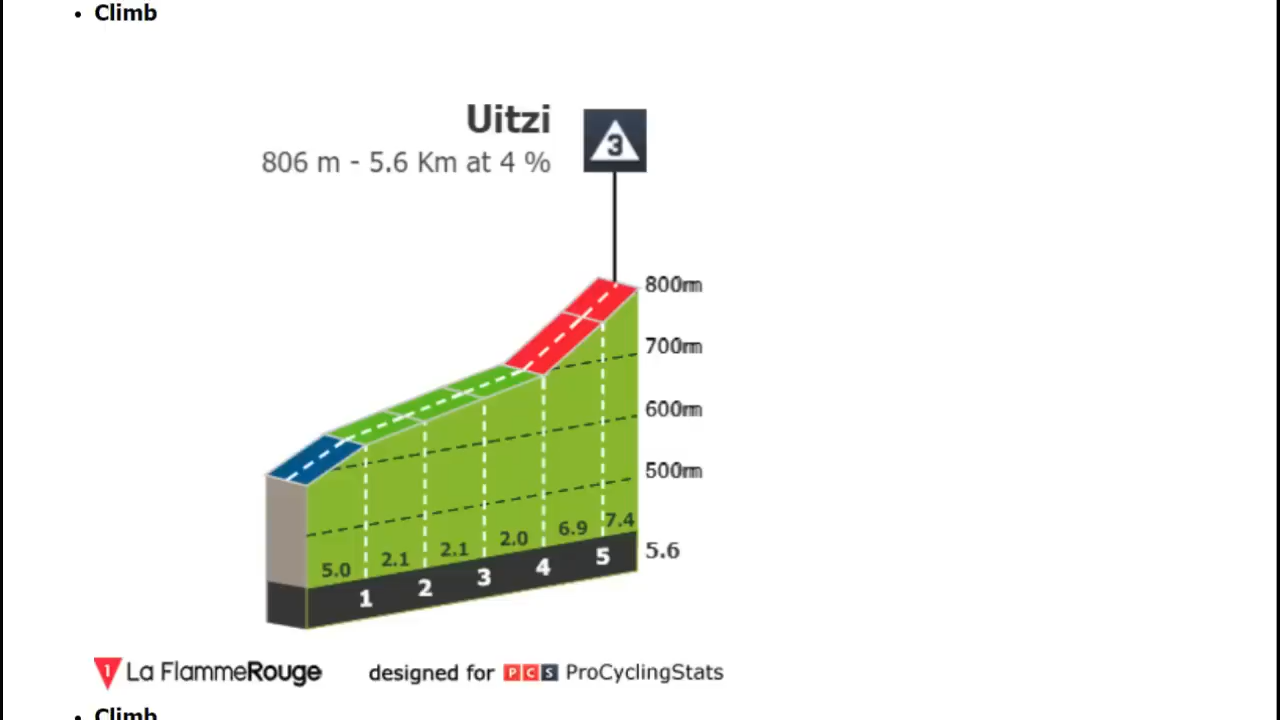 • Climb
Uitzi
3
806 m - 5.6 Km at 4 %
800m
700m
600m
500m
5.0 2.1 2.1 2.0 6.9 7.4
1 2 3 4 5 5.6
1 La FlammeRouge designed for PCS ProCyclingStats
• Climb